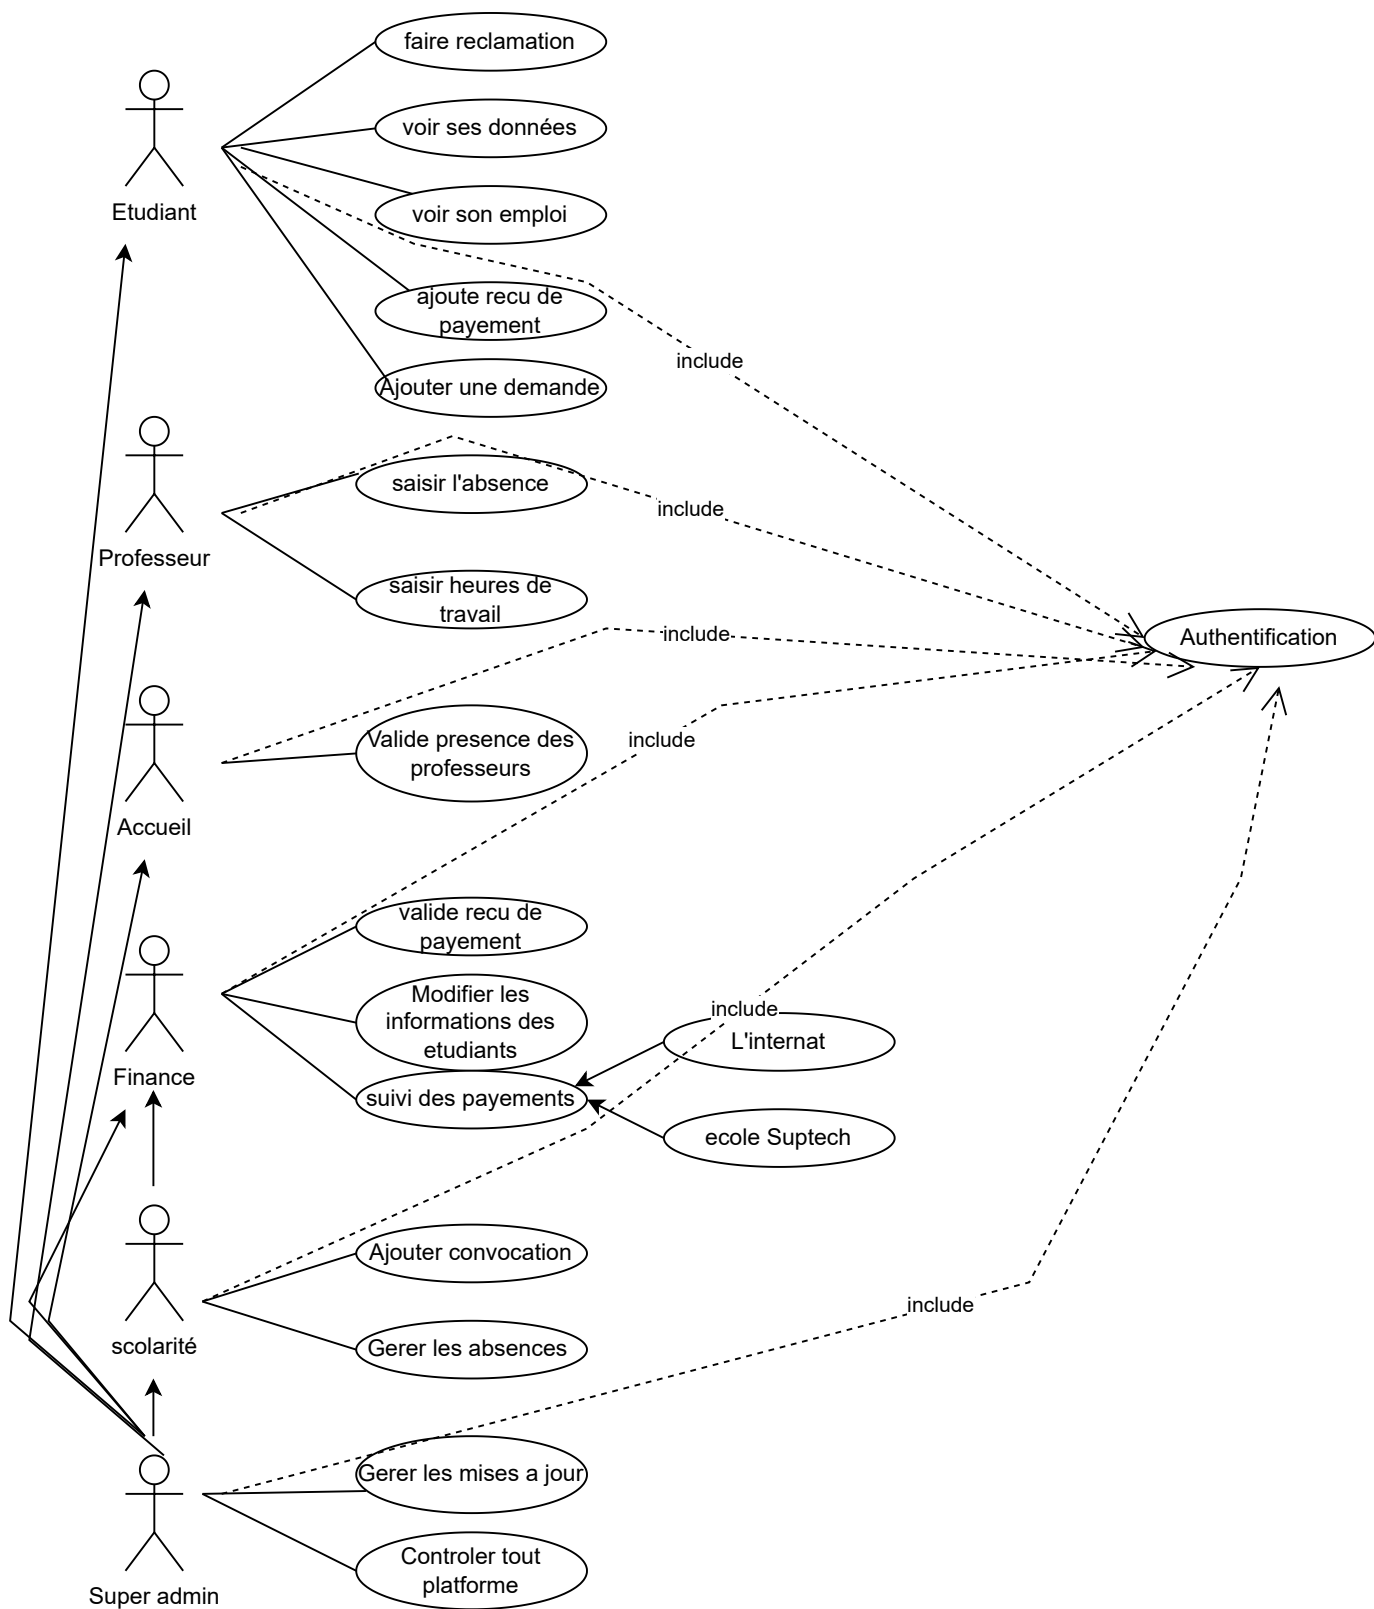 faire reclamation
voir ses données
Etudiant
voir son emploi
ajoute recu de
payement
include
Ajouter une demande
saisir l'absence
include
Professeur
saisir heures de
travail
include
Authentification
Valide presence des
professeurs
include
Accueil
valide recu de
payement
Modifier les
informations des
etudiants
include
L'internat
Finance
suivi des payements
ecole Suptech
Ajouter convocation
include
scolarité
Gerer les absences
Gerer les mises a jour
Controler tout
platforme
Super admin